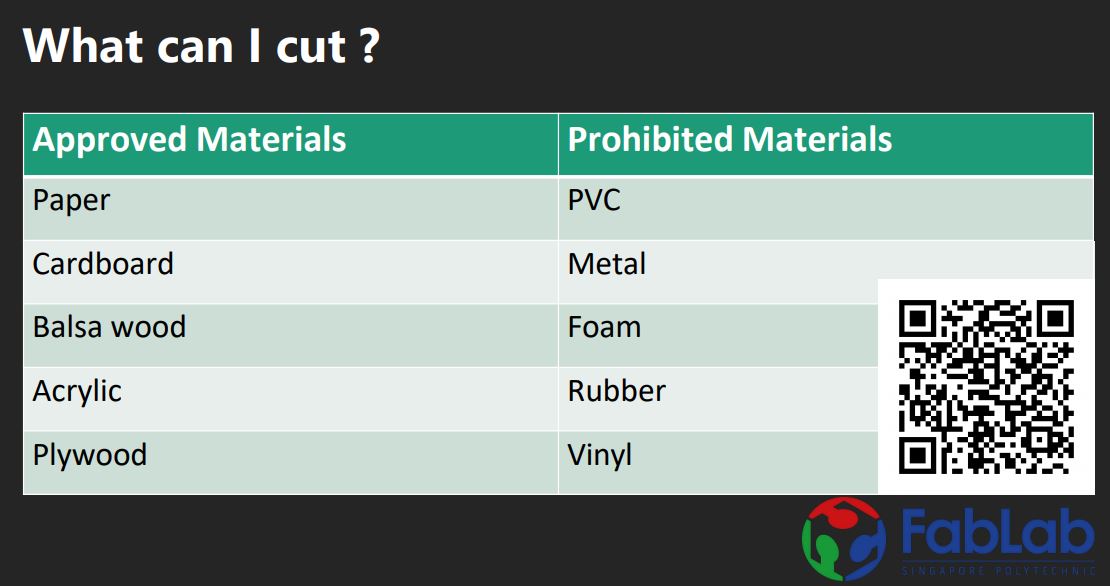 What can I cut ?
Approved Materials Prohibited Materials
Paper PVC
Cardboard Metal
Balsa wood Foam
Acrylic Rubber
Plywood Vinyl
FabLab
SINGAPORE POLYTECHNIC